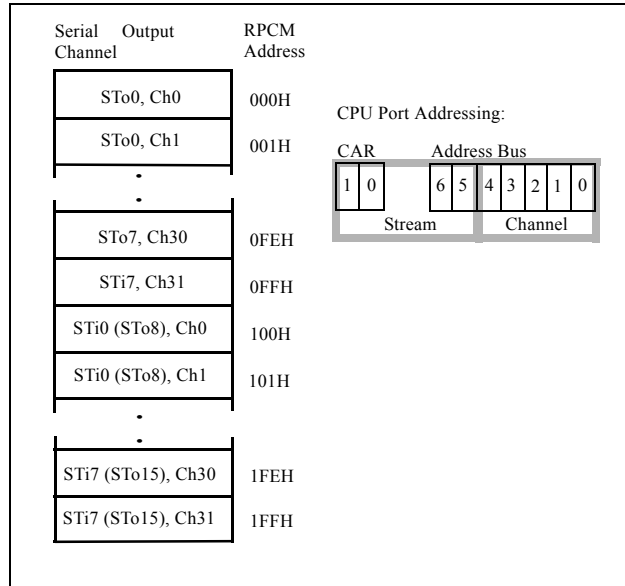 Serial Output Channel
RPCM Address
STo0, Ch0
000H
STo0, Ch1
001H
STo7, Ch30
0FEH
STi7, Ch31
0FFH
STi0 (STo8), Ch0
100H
STi0 (STo8), Ch1
101H
STi7 (STo15), Ch30
1FEH
STi7 (STo15), Ch31
1FFH
CPU Port Addressing:
CAR
Address Bus
1 0
6 5 4 3 2 1 0
Stream
Channel